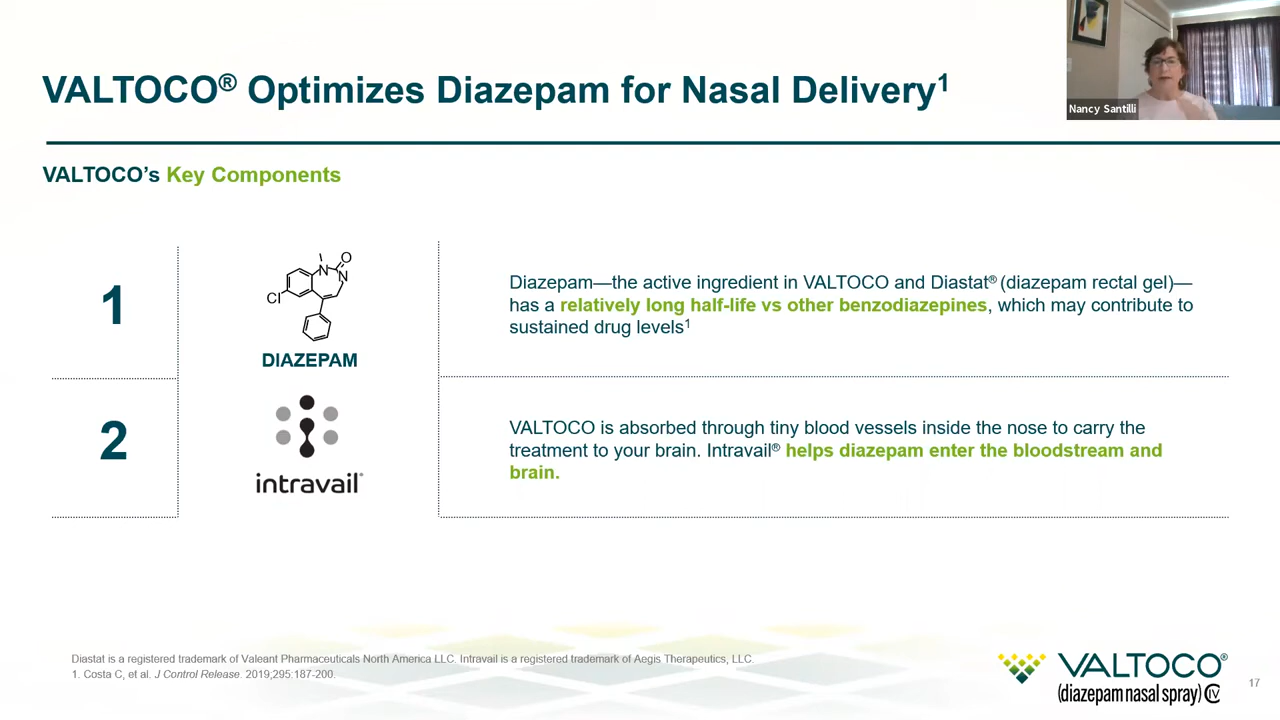 VALTOCO® Optimizes Diazepam for Nasal Delivery¹
Nancy Santilli
VALTOCO’s Key Components
1
N
O
N
Cl
DIAZEPAM
Diazepam—the active ingredient in VALTOCO and Diastat® (diazepam rectal gel)—
has a relatively long half-life vs other benzodiazepines, which may contribute to
sustained drug levels¹
2
intravail®
VALTOCO is absorbed through tiny blood vessels inside the nose to carry the
treatment to your brain. Intravail® helps diazepam enter the bloodstream and
brain.
Diastat is a registered trademark of Valeant Pharmaceuticals North America LLC. Intravail is a registered trademark of Aegis Therapeutics, LLC.
1. Costa C, et al. J Control Release. 2019;295:187-200.
VALTOCO®
(diazepam nasal spray) CIV
17